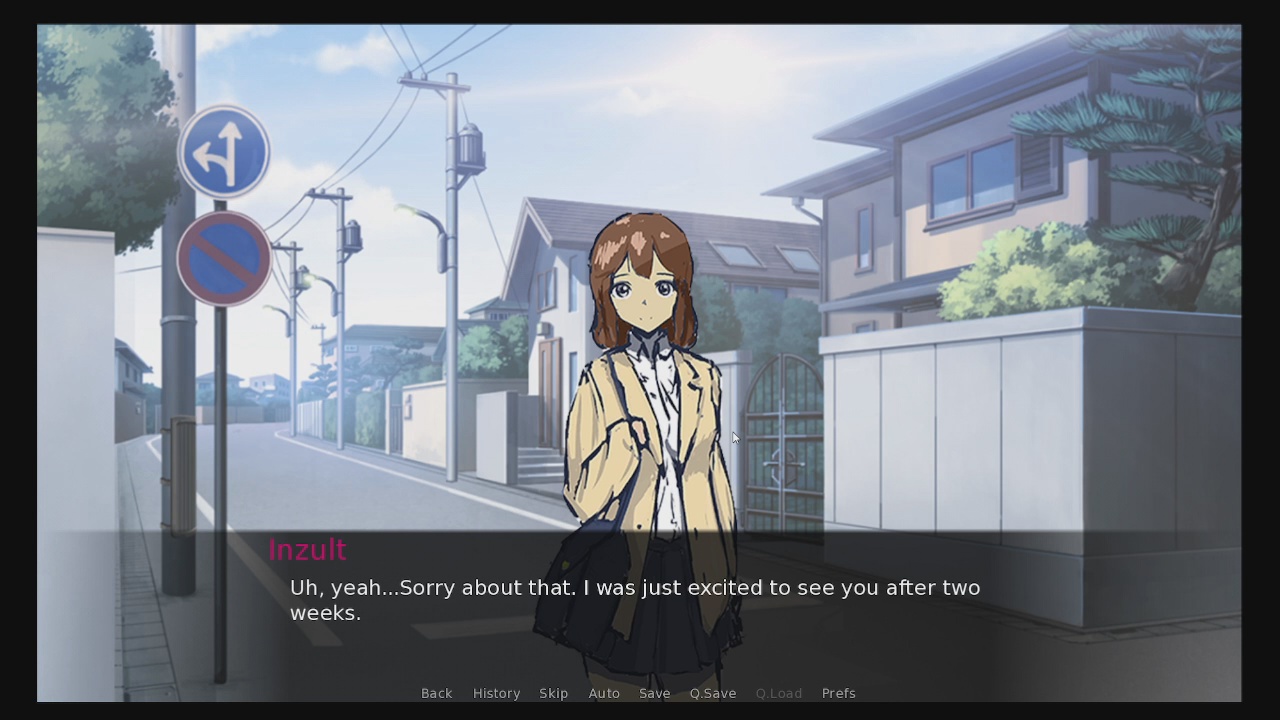 Inzult
Uh, yeah...Sorry about that. I was just excited to see you after two
weeks.
Back History Skip Auto Save Q.Save Q.Load Prefs